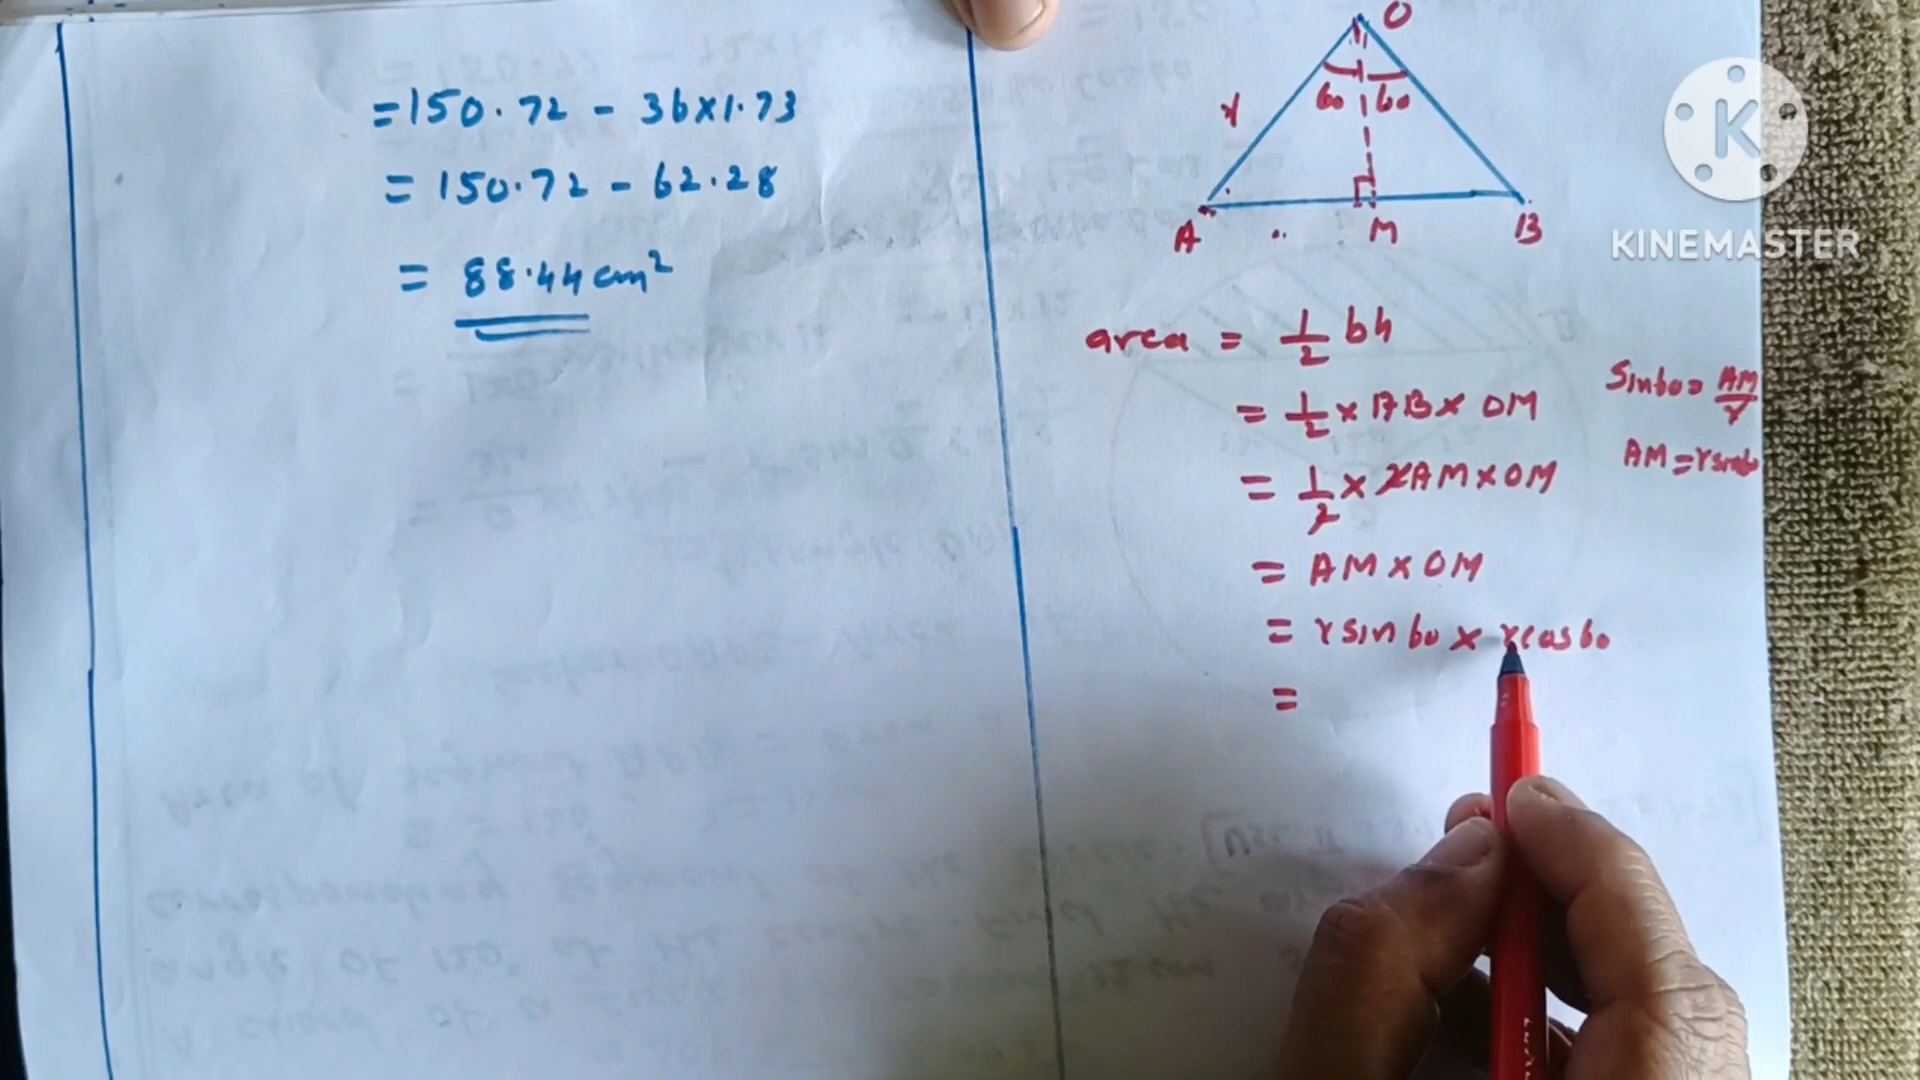 =150.72 - 36×1.73
= 150.72 - 62.28
= 88.44 cm²
O
60 60
r
A M B
area = 1/2 bh
= 1/2 × AB × OM
= 1/2 × 2AM × OM
= AM × OM
= r sin 60 × r cos 60
=
Sin60 = AM/r
AM = r sin60
K
KINEMASTER